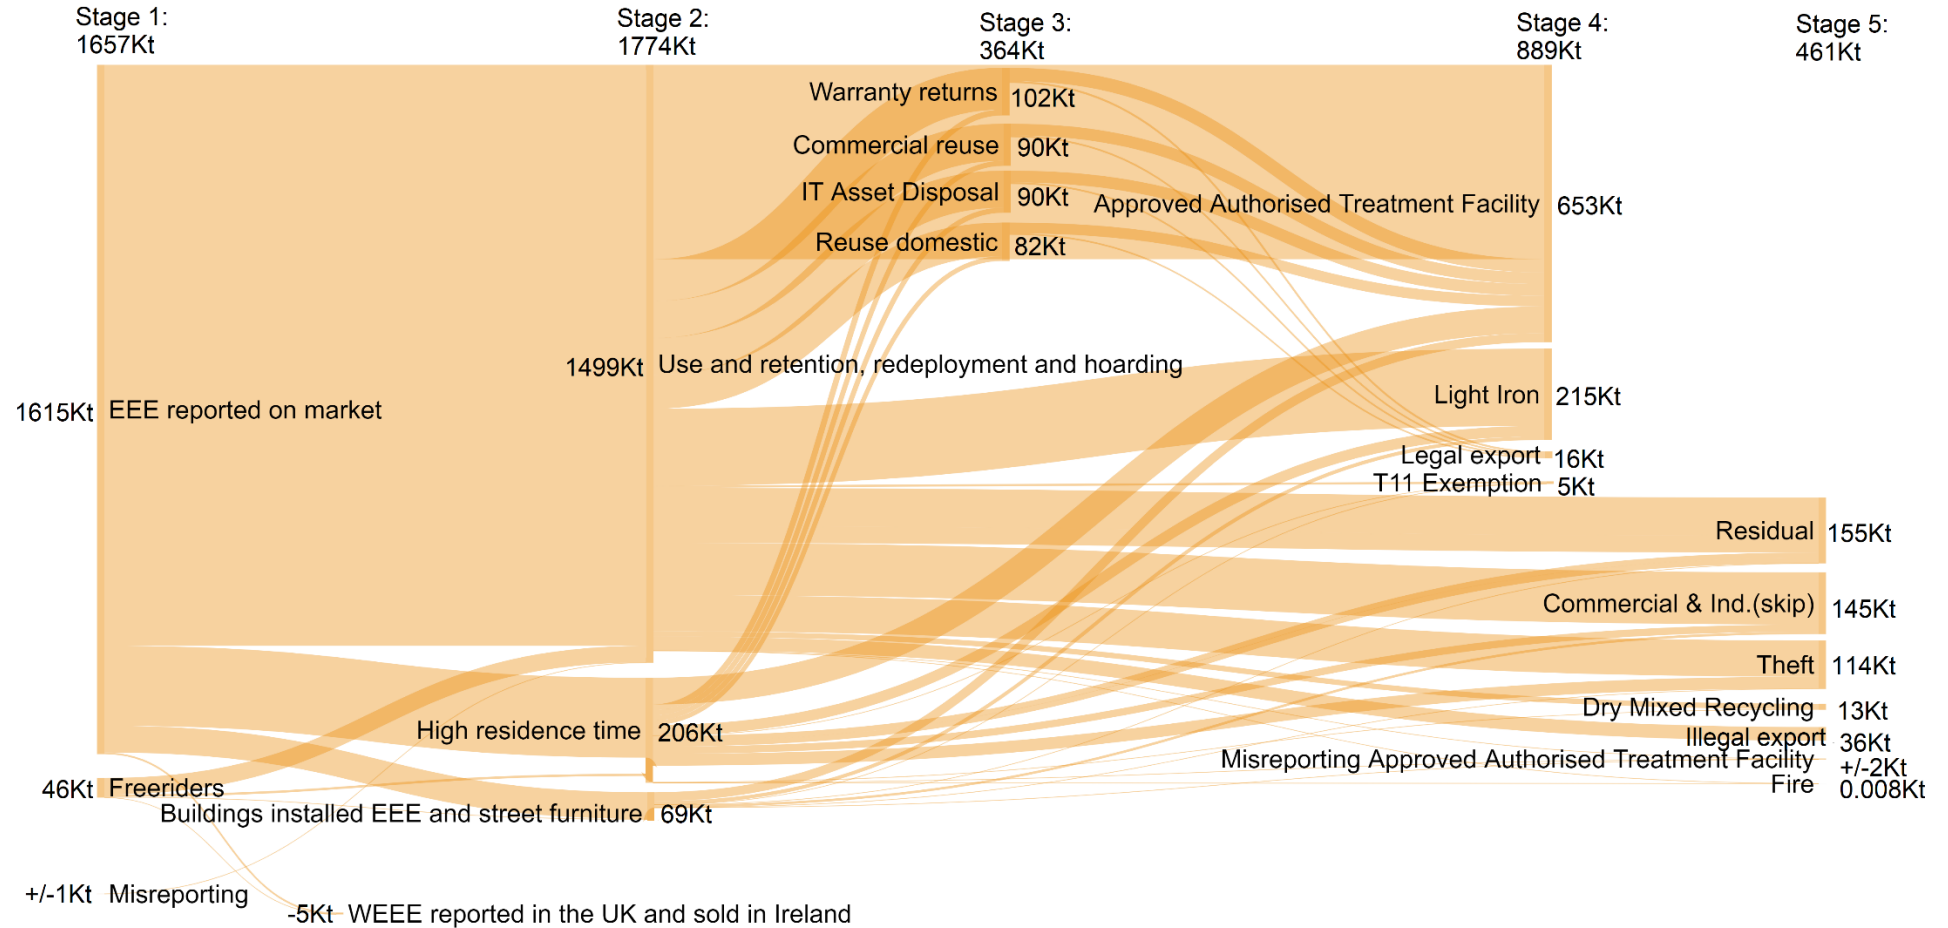 Stage 1:
1657Kt
Stage 2:
1774Kt
Stage 3:
364Kt
Stage 4:
889Kt
Stage 5:
461Kt
Warranty returns 102Kt
Commercial reuse 90Kt
IT Asset Disposal 90Kt
Approved Authorised Treatment Facility 653Kt
Reuse domestic 82Kt
1499Kt Use and retention, redeployment and hoarding
Light Iron 215Kt
1615Kt EEE reported on market
Legal export 16Kt
T11 Exemption 5Kt
Residual 155Kt
Commercial & Ind.(skip) 145Kt
Theft 114Kt
Dry Mixed Recycling 13Kt
High residence time 206Kt
Illegal export 36Kt
Misreporting Approved Authorised Treatment Facility +/-2Kt
Fire 0.008Kt
46Kt Freeriders
Buildings installed EEE and street furniture 69Kt
+/-1Kt Misreporting
-5Kt WEEE reported in the UK and sold in Ireland